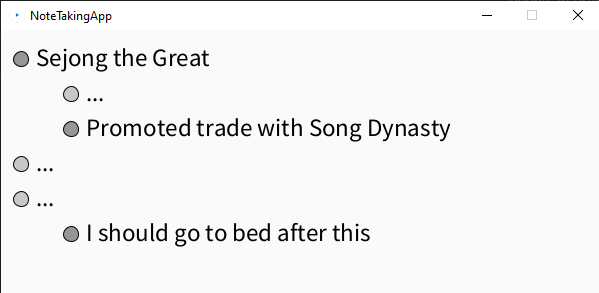 NoteTakingApp
Sejong the Great
...
Promoted trade with Song Dynasty
...
...
I should go to bed after this